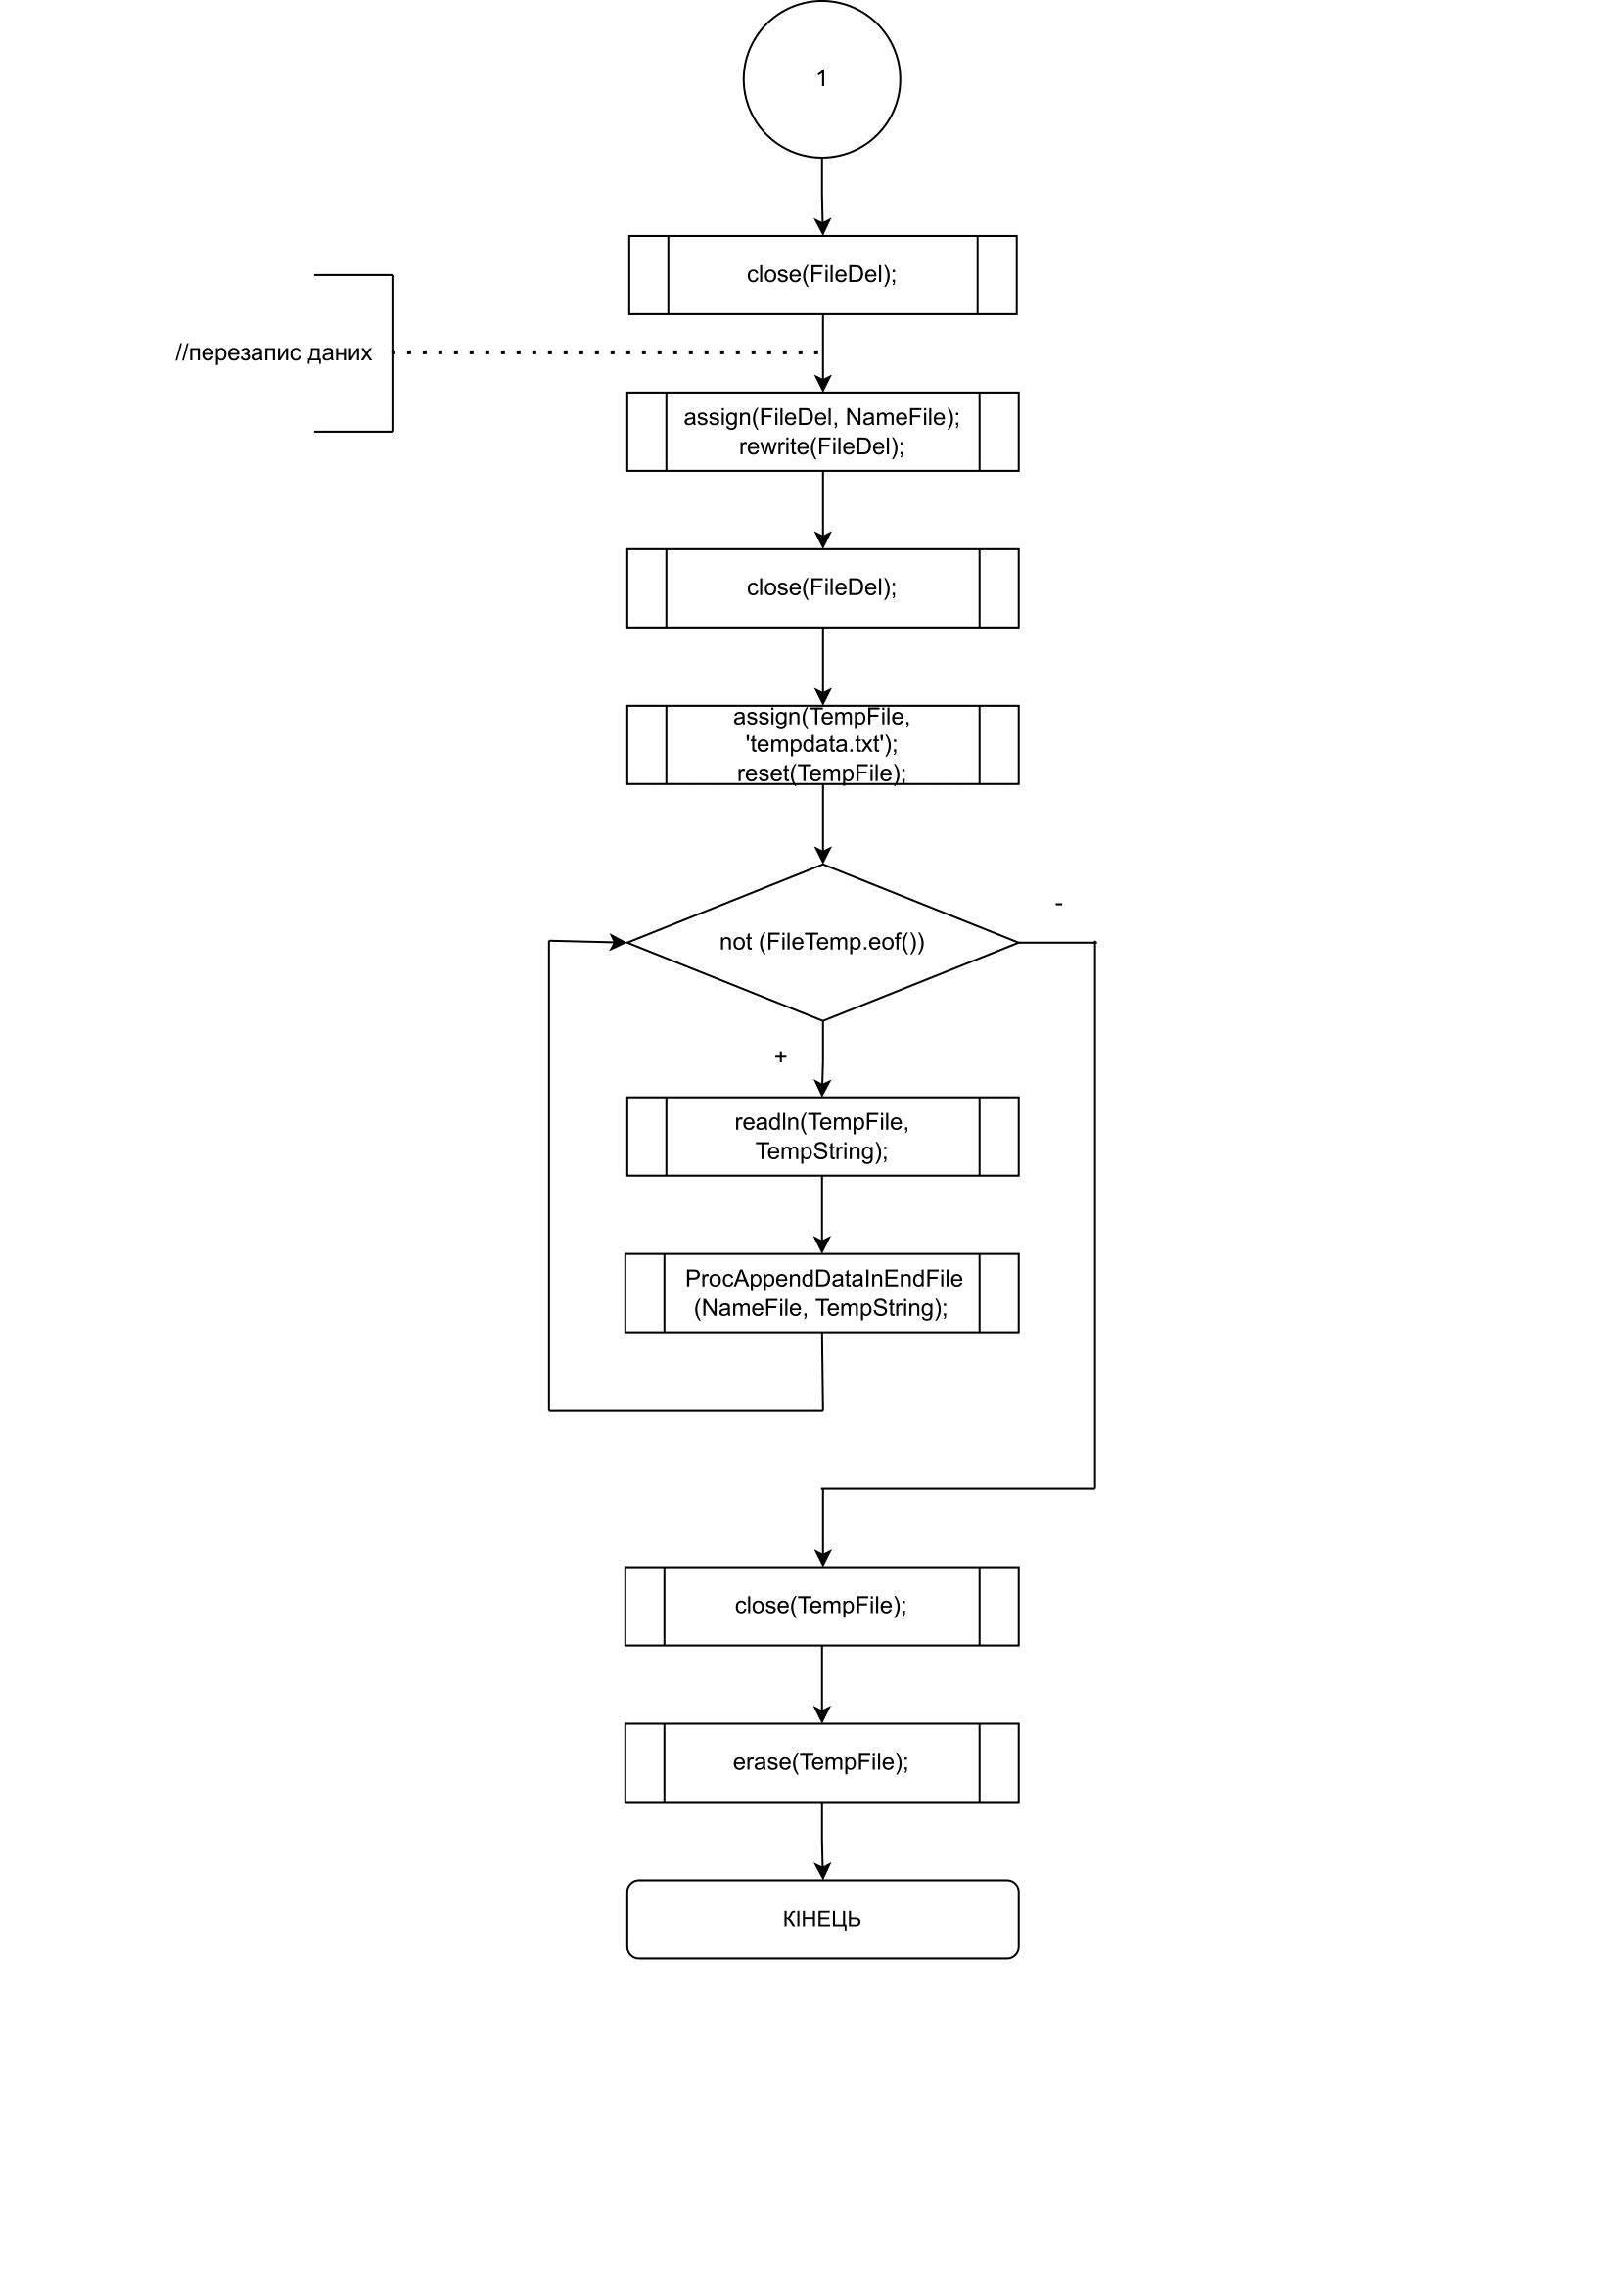 1
close(FileDel);
//перезапис даних
assign(FileDel, NameFile);
rewrite(FileDel);
close(FileDel);
assign(TempFile,
'tempdata.txt');
reset(TempFile);
-
not (FileTemp.eof())
+
readln(TempFile,
TempString);
ProcAppendDataInEndFile
(NameFile, TempString);
close(TempFile);
erase(TempFile);
КІНЕЦЬ